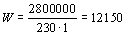 W = 2800000 / 230·1 = 12150